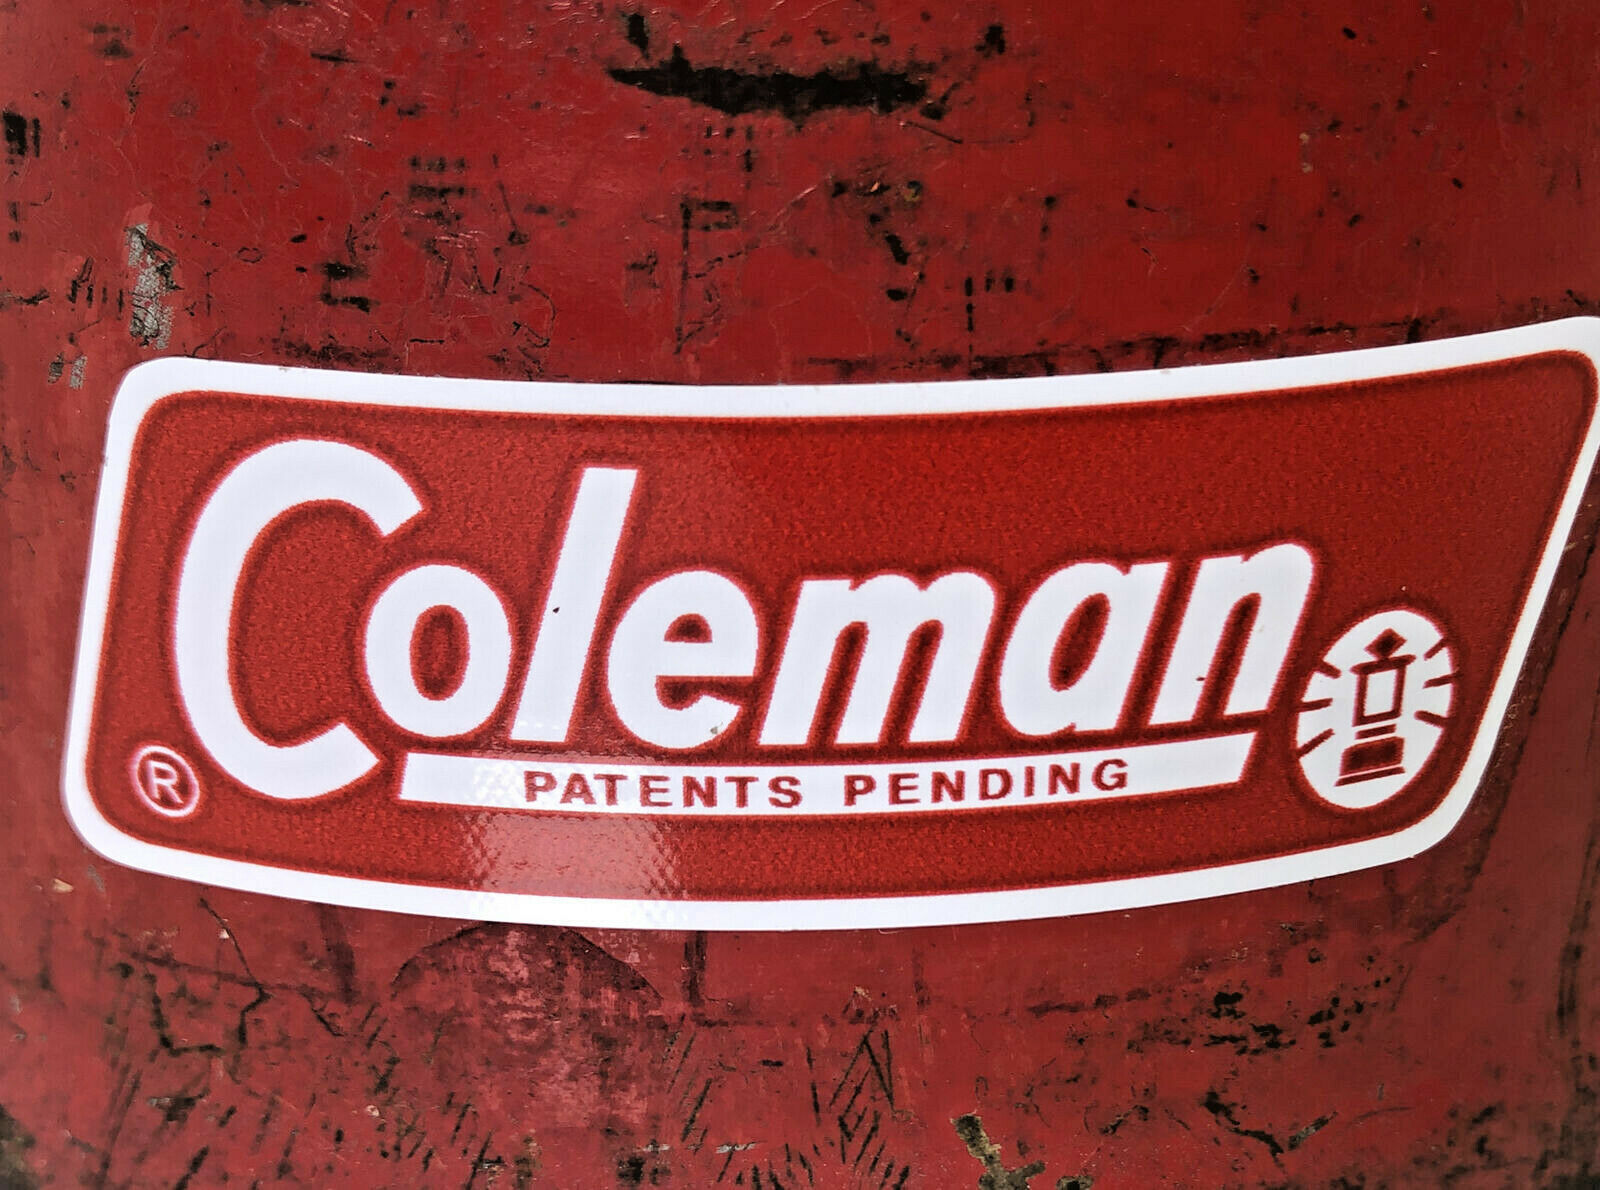 Coleman
®
PATENTS PENDING